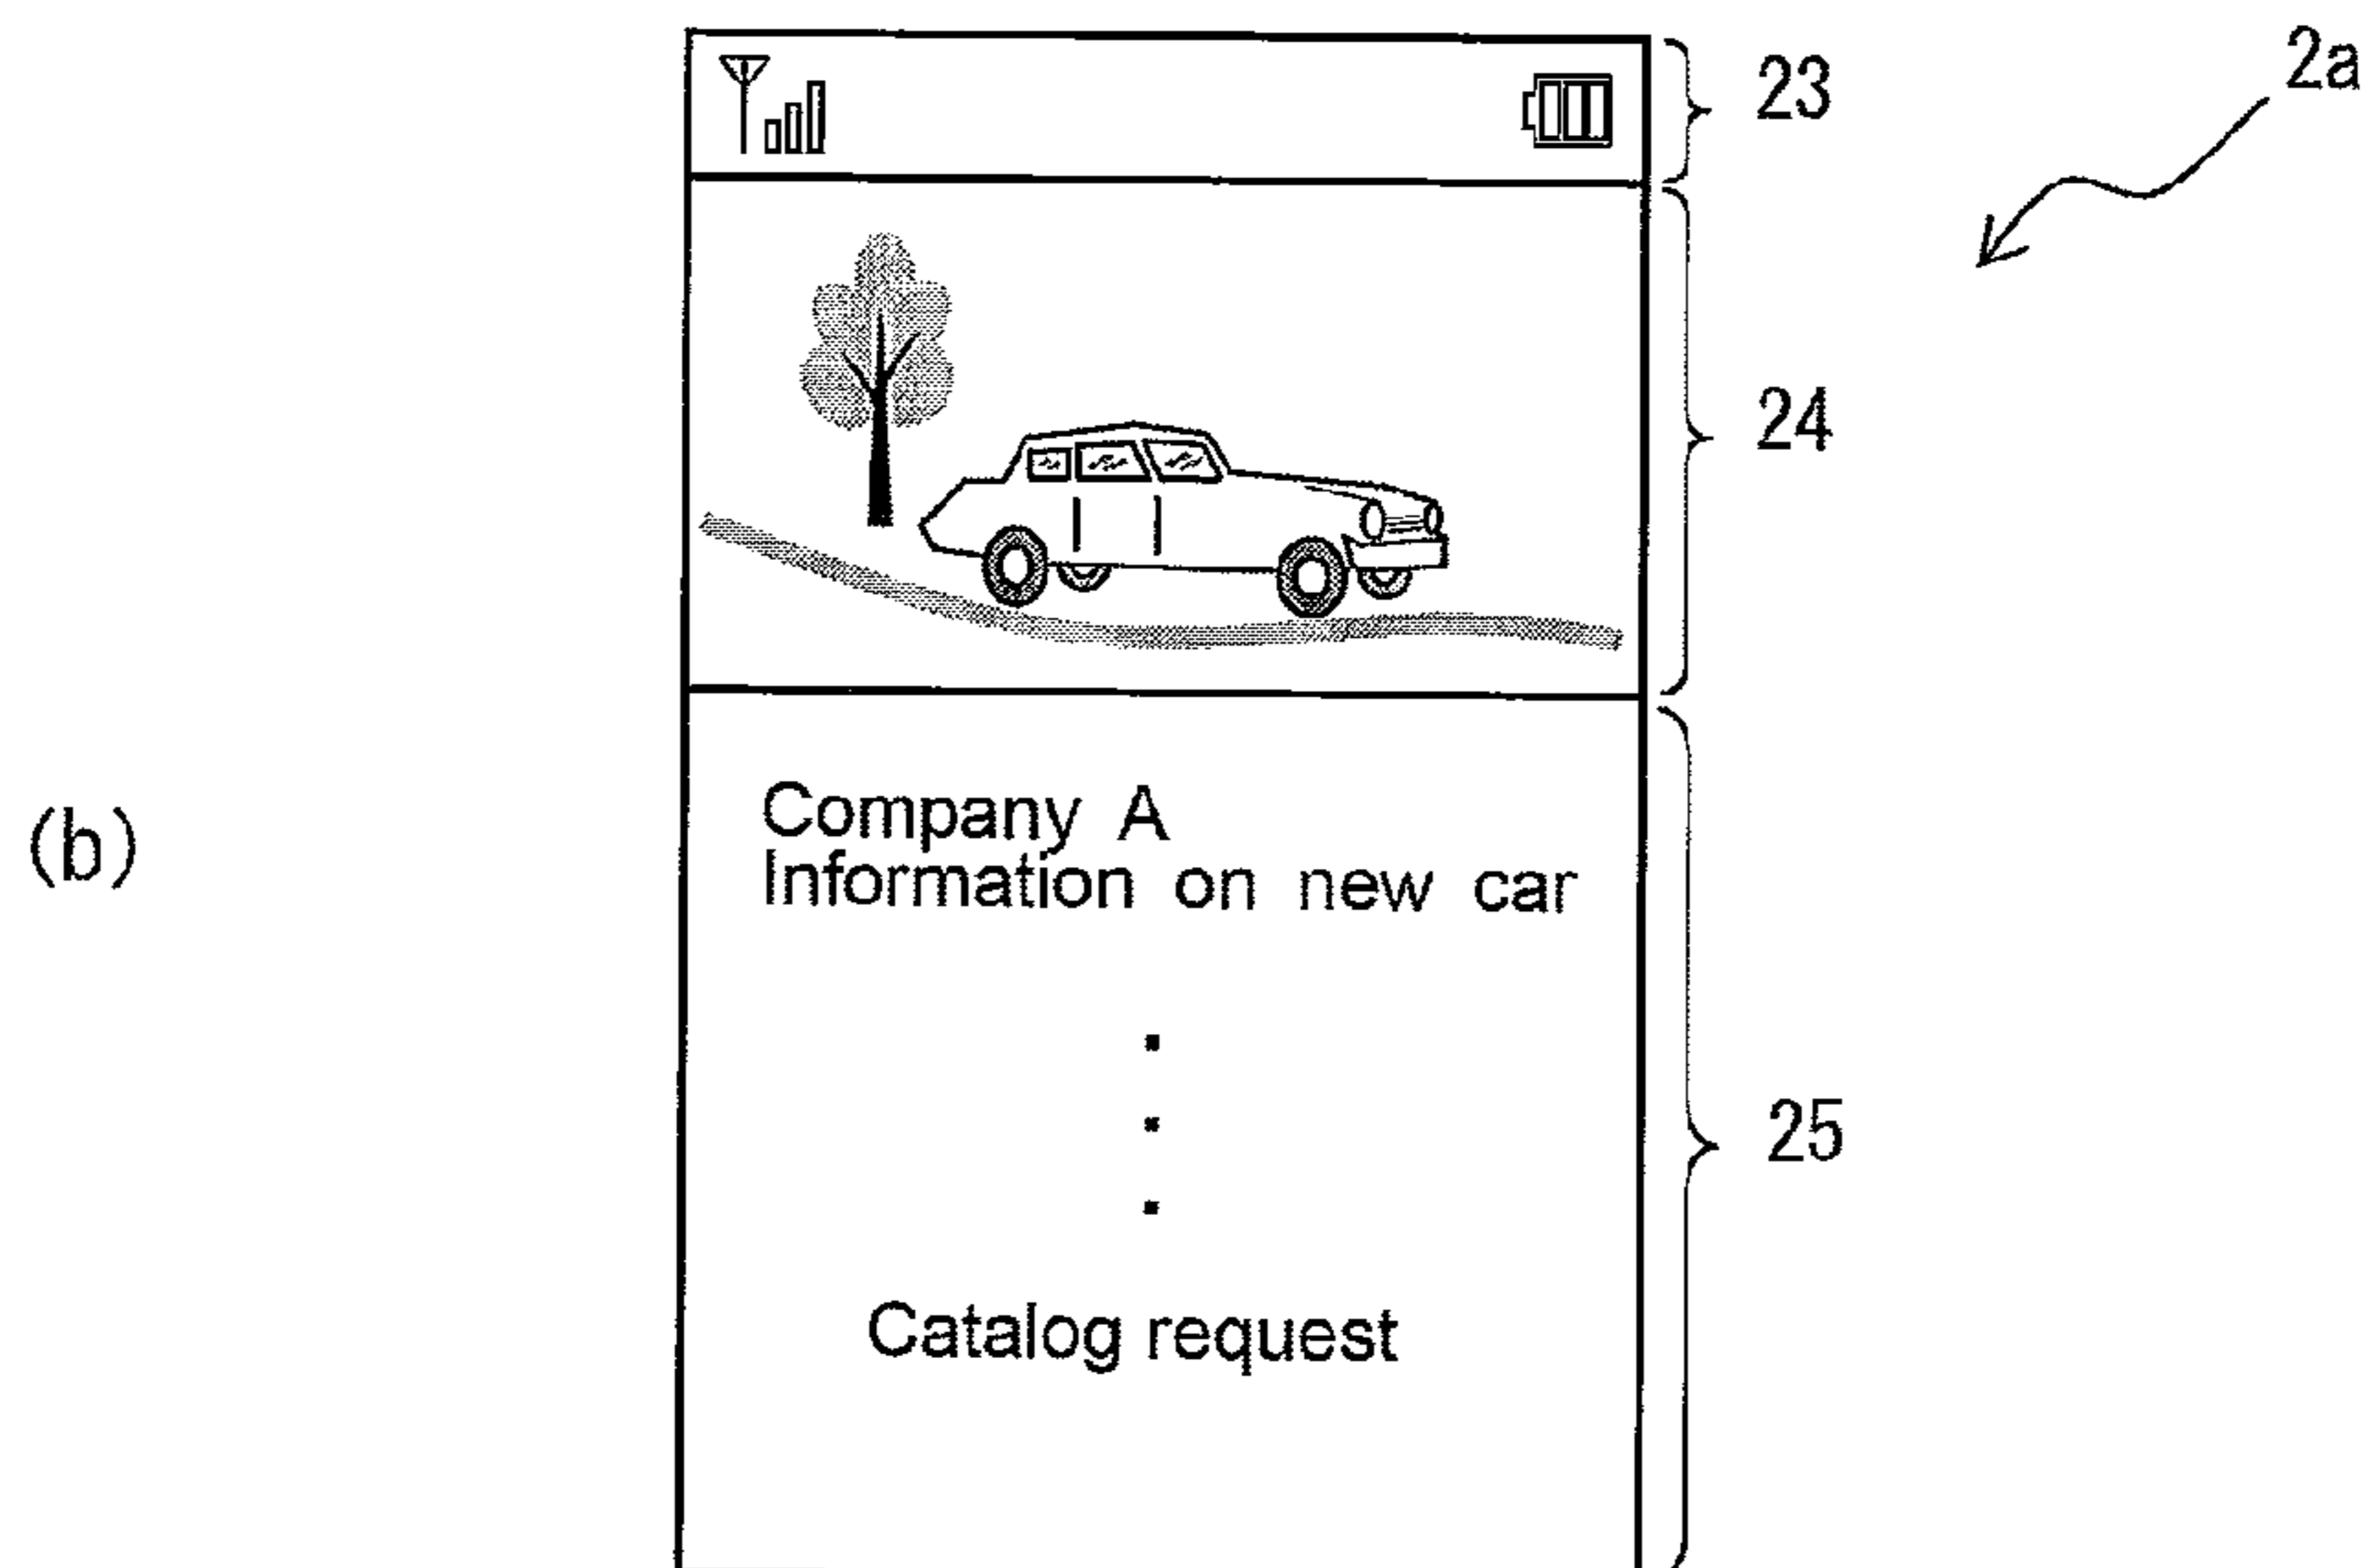 2a
23
24
(b)
Company A
Information on new car
25
Catalog request